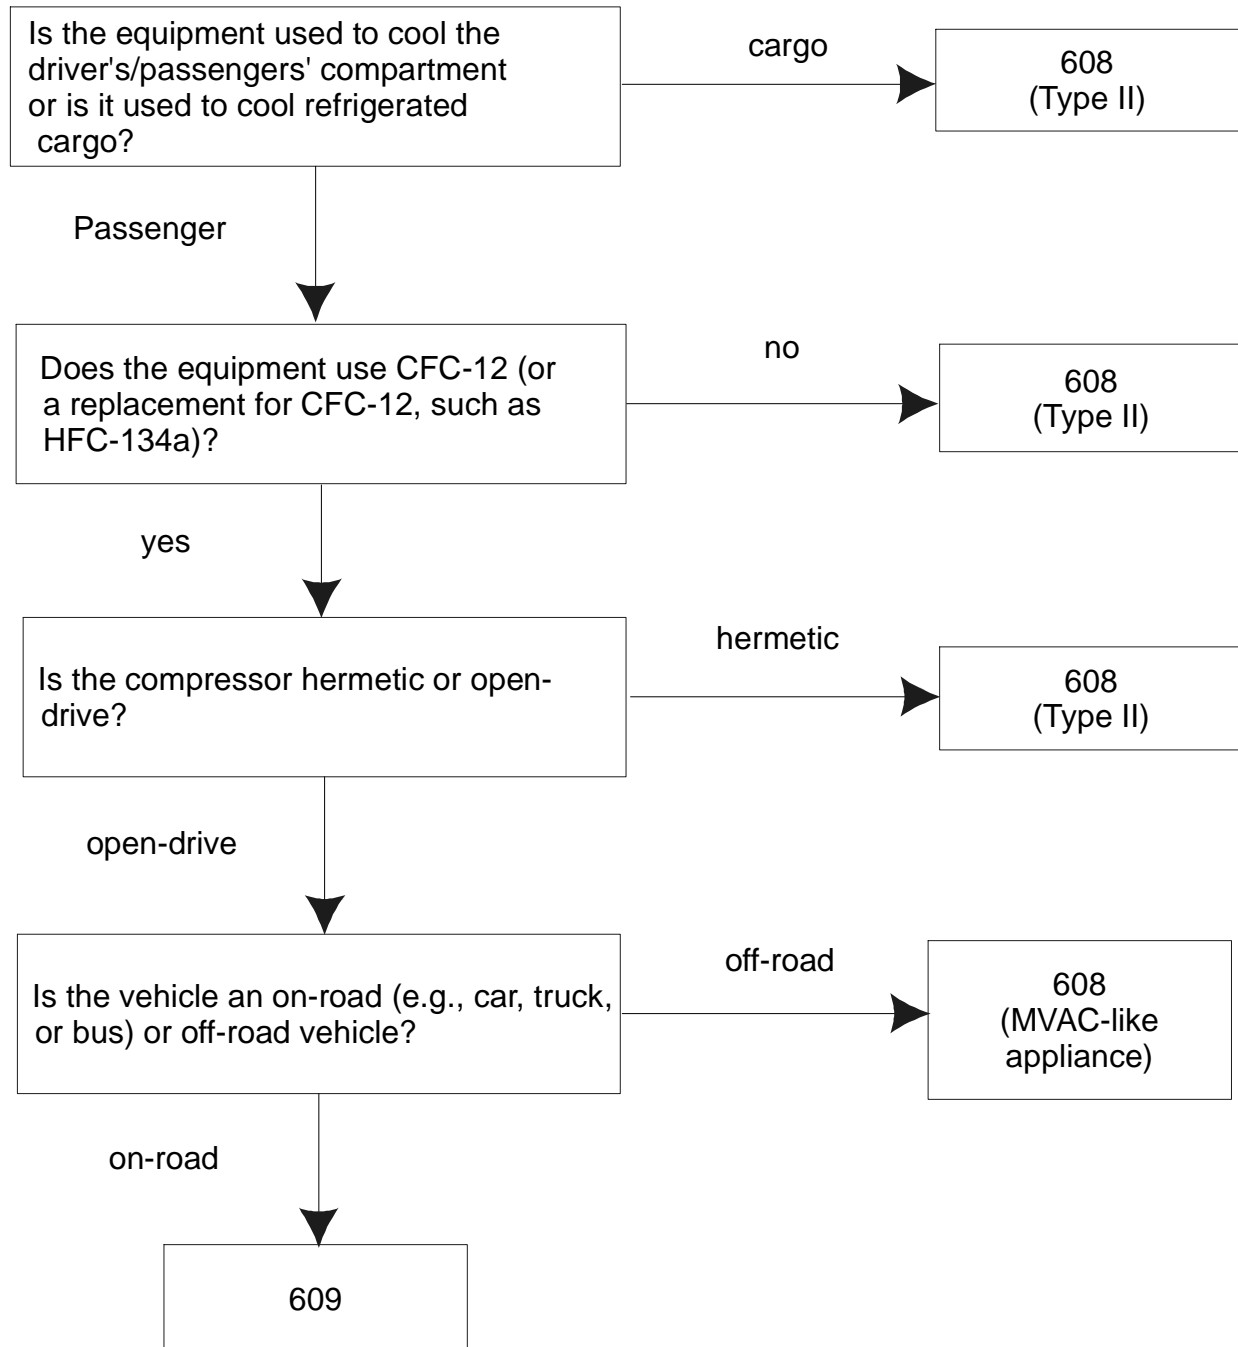 Is the equipment used to cool the
driver's/passengers' compartment
or is it used to cool refrigerated
cargo?
cargo
608
(Type II)
Passenger
Does the equipment use CFC-12 (or
a replacement for CFC-12, such as
HFC-134a)?
no
608
(Type II)
yes
Is the compressor hermetic or open-
drive?
hermetic
608
(Type II)
open-drive
Is the vehicle an on-road (e.g., car, truck,
or bus) or off-road vehicle?
off-road
608
(MVAC-like
appliance)
on-road
609